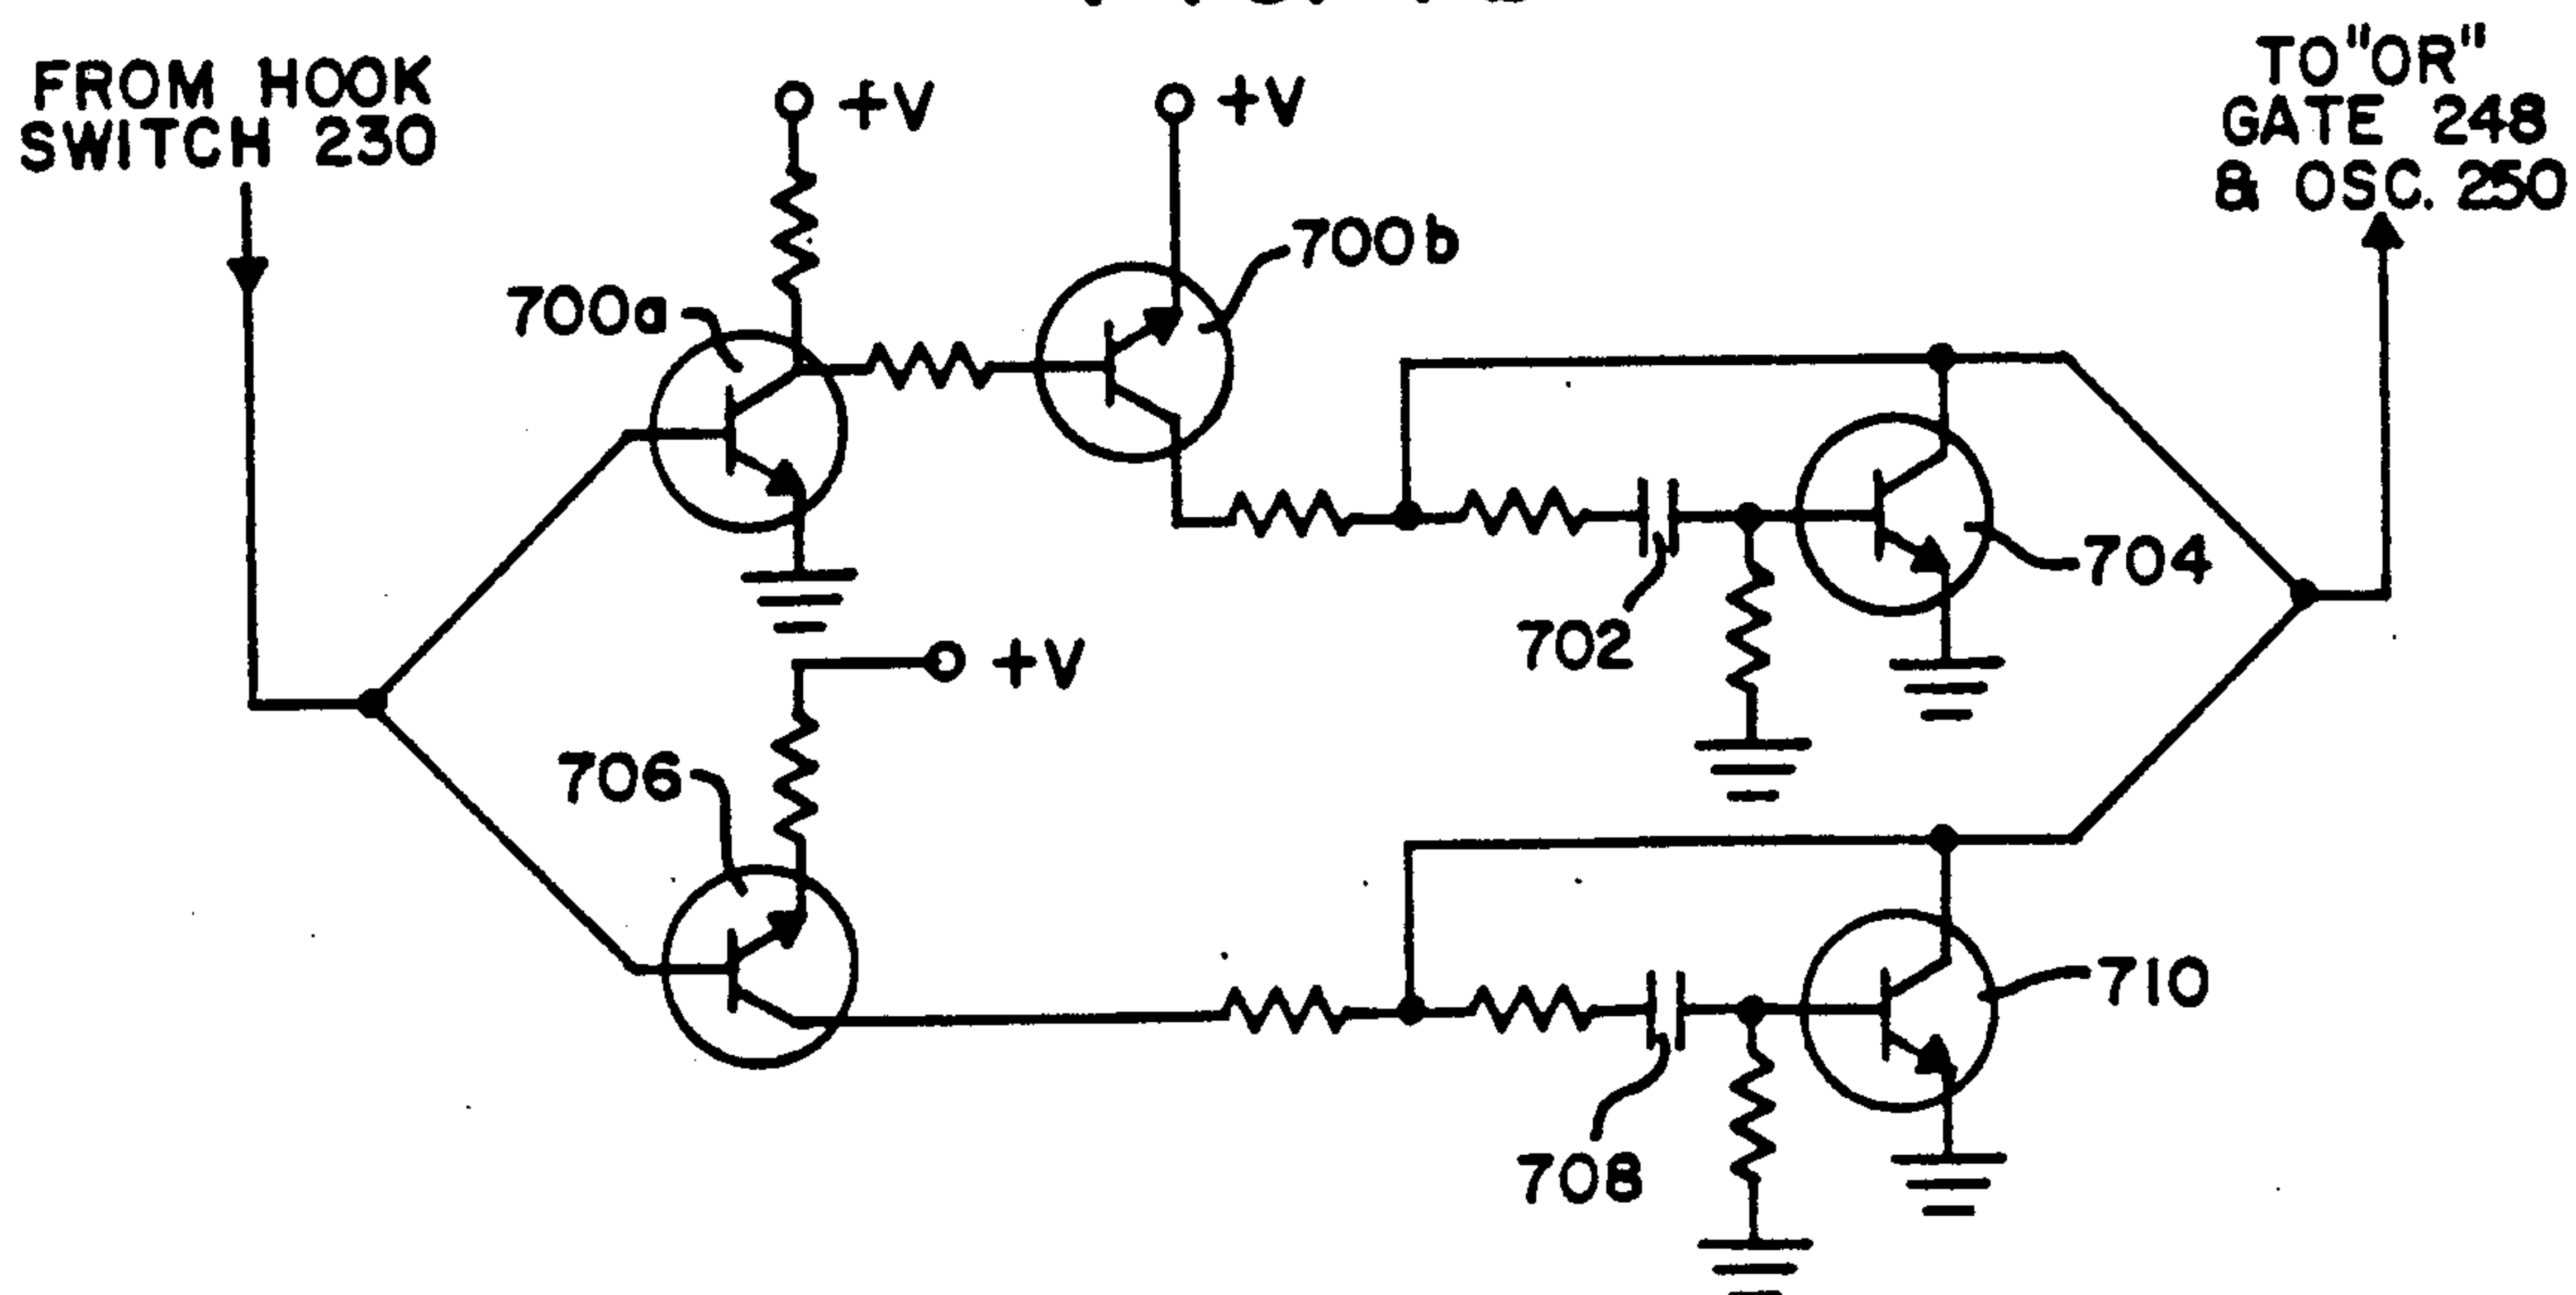 FROM HOOK
SWITCH 230
TO "OR"
GATE 248
& OSC. 250
+V
+V
700a
700b
704
702
+V
706
710
708